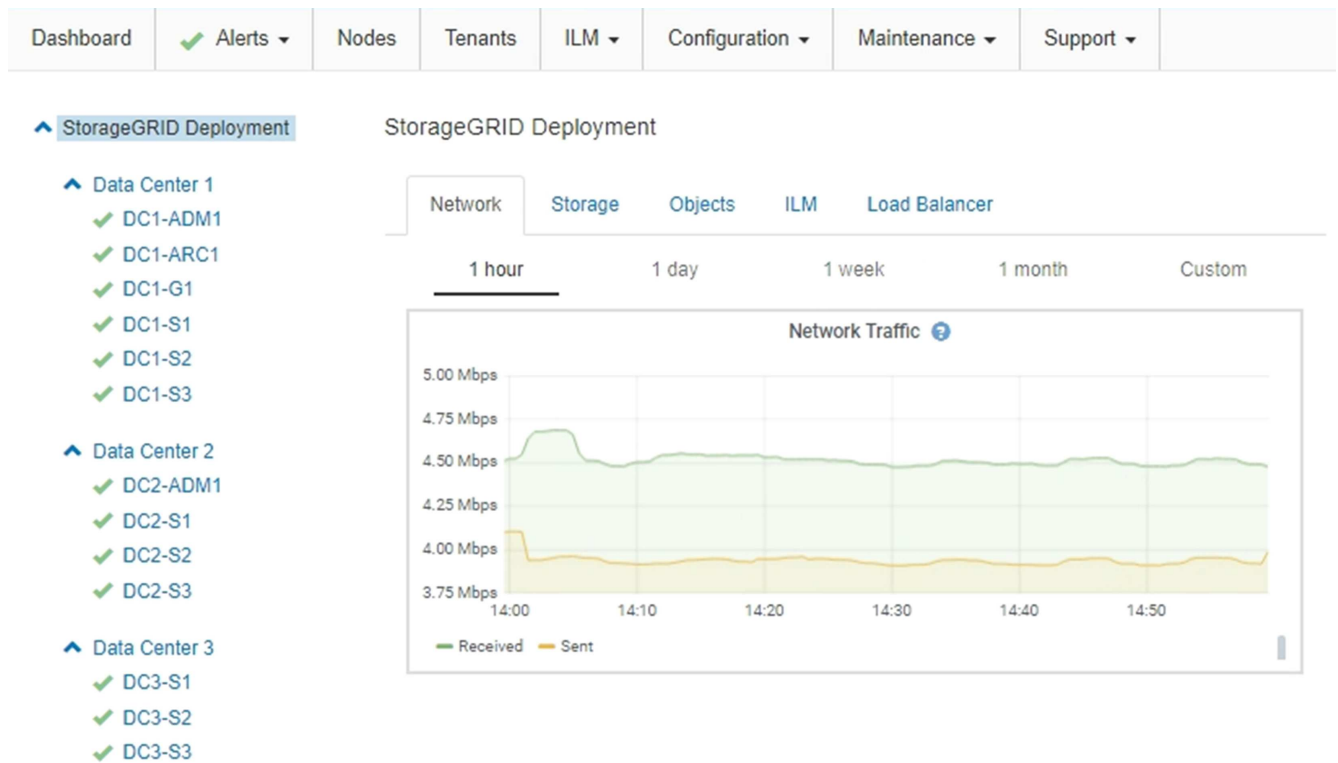 Dashboard Alerts Nodes Tenants ILM Configuration Maintenance Support
StorageGRID Deployment
Data Center 1
DC1-ADM1
DC1-ARC1
DC1-G1
DC1-S1
DC1-S2
DC1-S3
Data Center 2
DC2-ADM1
DC2-S1
DC2-S2
DC2-S3
Data Center 3
DC3-S1
DC3-S2
DC3-S3
StorageGRID Deployment
Network Storage Objects ILM Load Balancer
1 hour 1 day 1 week 1 month Custom
Network Traffic ?
5.00 Mbps
4.75 Mbps
4.50 Mbps
4.25 Mbps
4.00 Mbps
3.75 Mbps
14:00 14:10 14:20 14:30 14:40 14:50
Received Sent